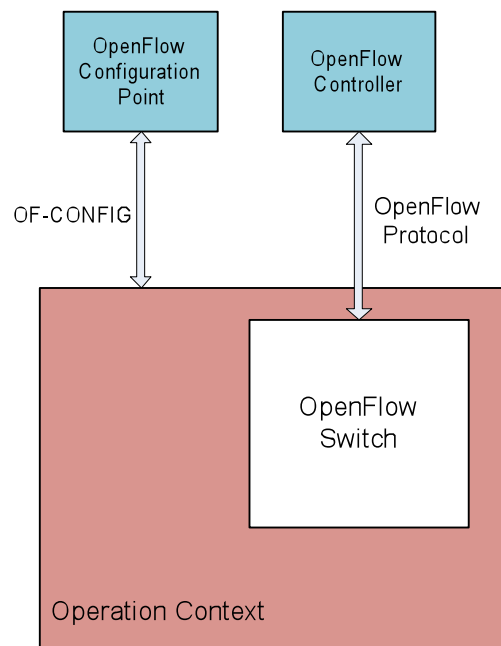 OpenFlow
Configuration
Point
OpenFlow
Controller
OF-CONFIG
OpenFlow
Protocol
OpenFlow
Switch
Operation Context